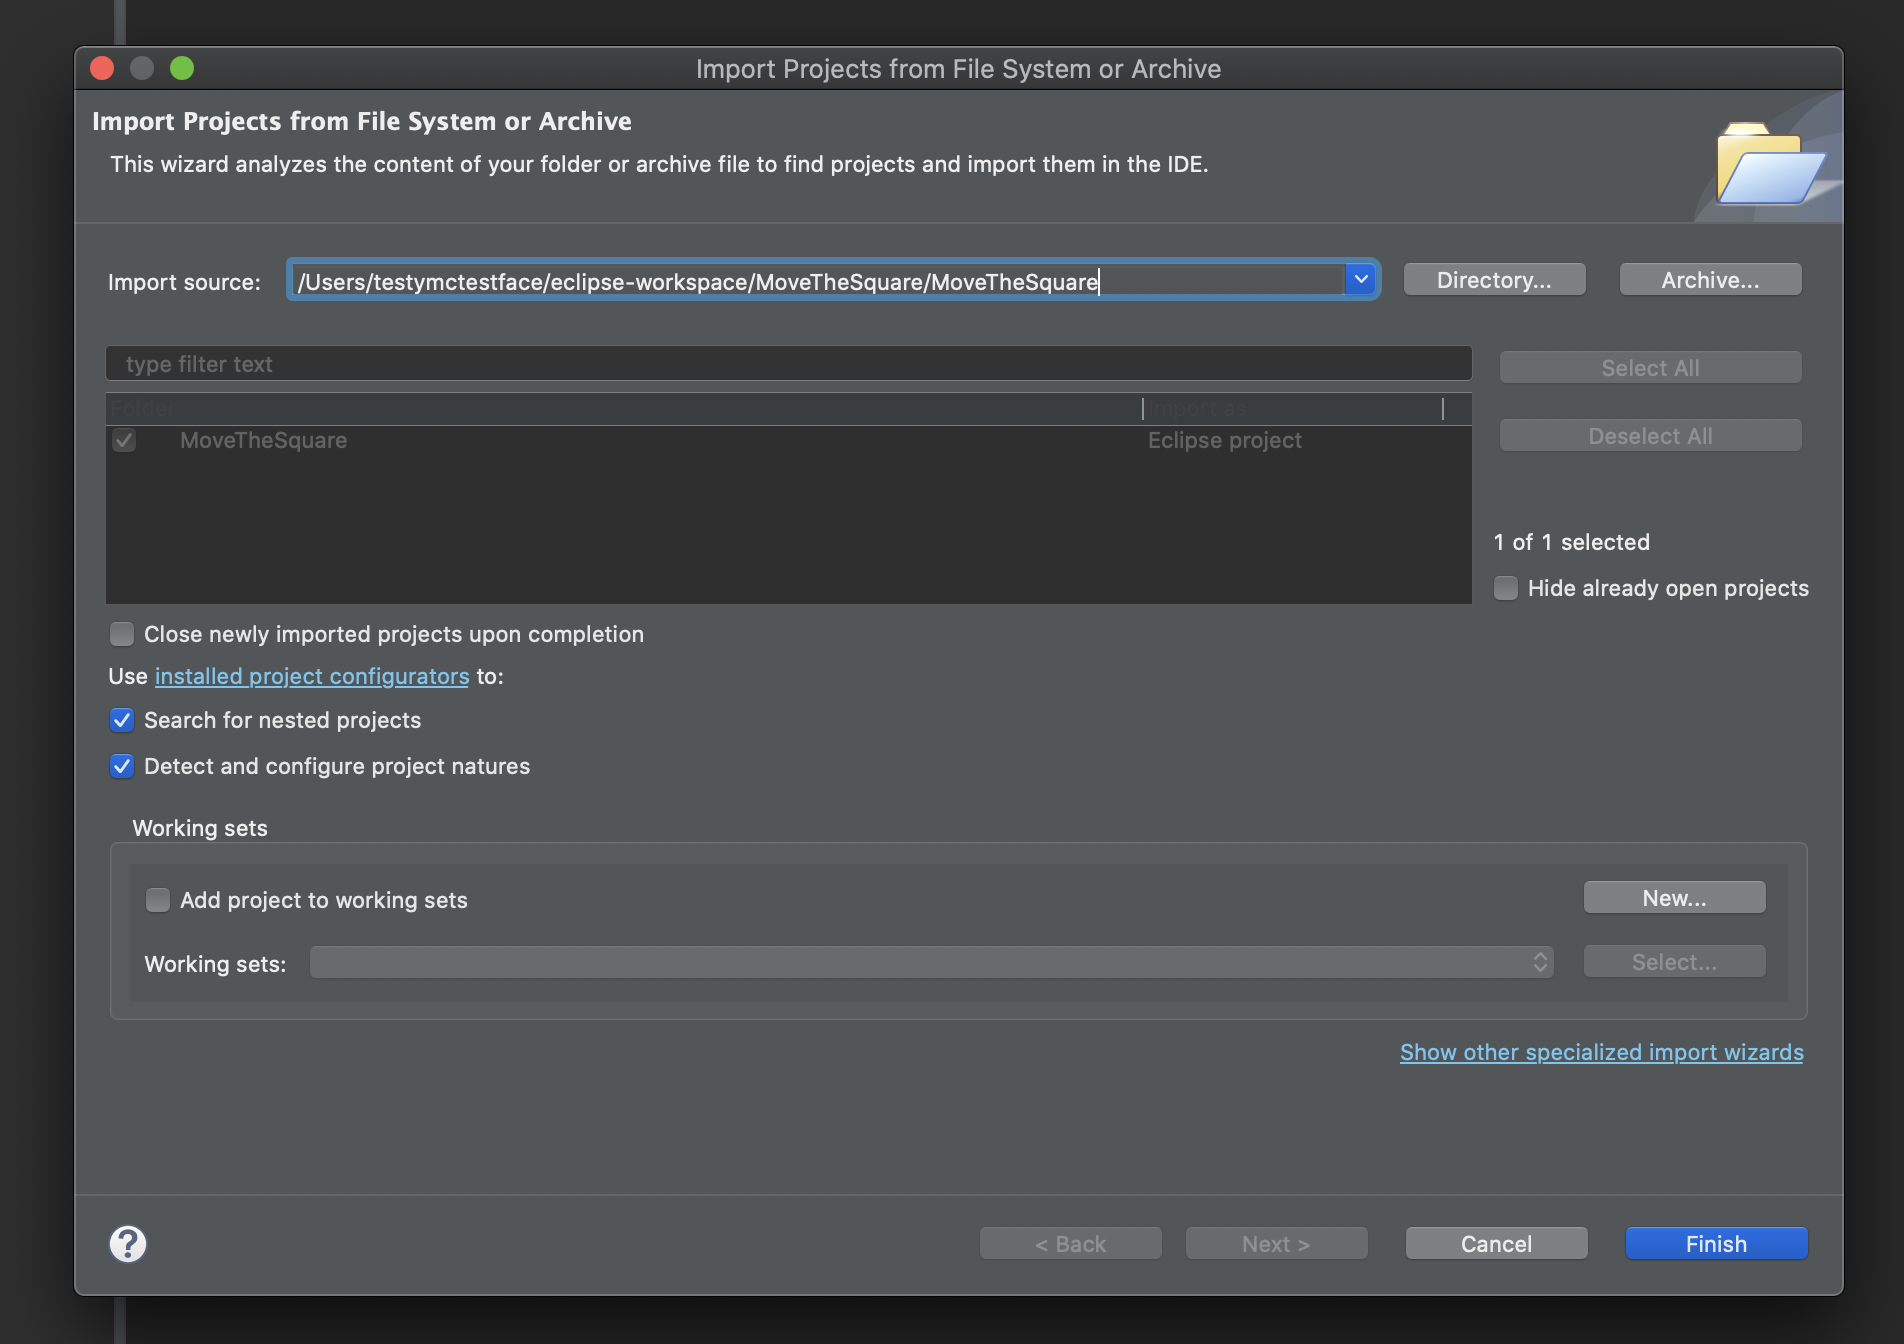 Import Projects from File System or Archive
Import Projects from File System or Archive
This wizard analyzes the content of your folder or archive file to find projects and import them in the IDE.
Import source: /Users/testymctestface/eclipse-workspace/MoveTheSquare/MoveTheSquare Directory... Archive...
type filter text Select All
Folder Import as
MoveTheSquare Eclipse project Deselect All
1 of 1 selected
Hide already open projects
Close newly imported projects upon completion
Use installed project configurators to:
Search for nested projects
Detect and configure project natures
Working sets
Add project to working sets New...
Working sets: Select...
Show other specialized import wizards
? < Back Next > Cancel Finish